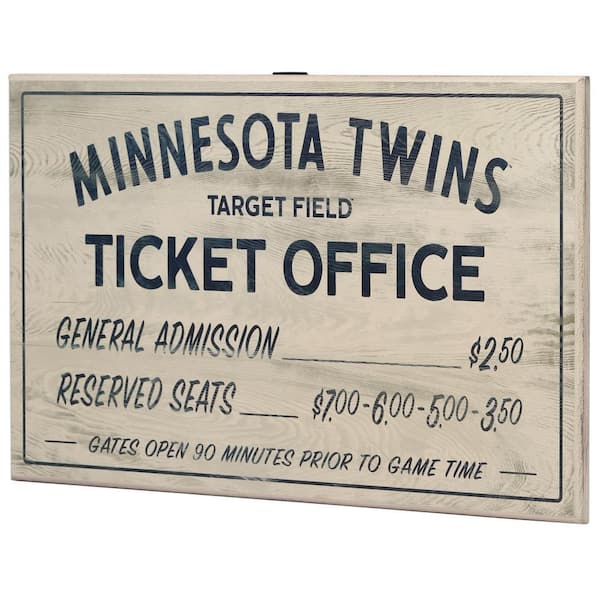 MINNESOTA TWINS
TARGET FIELD
TICKET OFFICE
GENERAL ADMISSION $2.50
RESERVED SEATS $7.00-6.00-5.00-3.50
GATES OPEN 90 MINUTES PRIOR TO GAME TIME